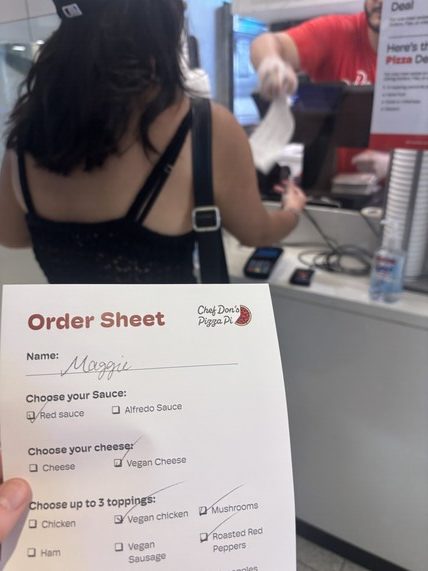 Deal
Here's th
Pizza De
Order Sheet
Chef Don's
Pizza Pi
Name: Maggie
Choose your Sauce:
Red sauce Alfredo Sauce
Choose your cheese:
Cheese Vegan Cheese
Choose up to 3 toppings:
Chicken Vegan chicken Mushrooms
Ham Vegan Sausage Roasted Red Peppers